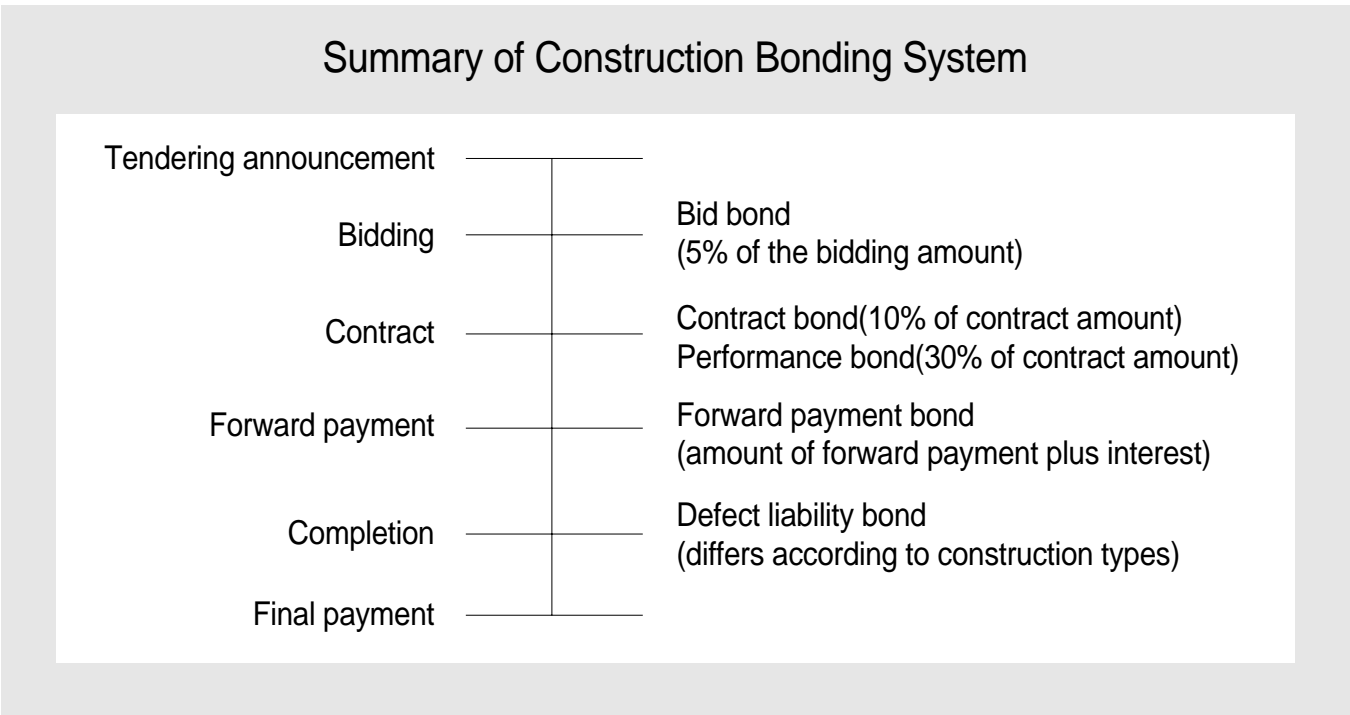 Summary of Construction Bonding System
Tendering announcement
Bidding
Bid bond
(5% of the bidding amount)
Contract
Contract bond(10% of contract amount)
Performance bond(30% of contract amount)
Forward payment
Forward payment bond
(amount of forward payment plus interest)
Completion
Defect liability bond
(differs according to construction types)
Final payment